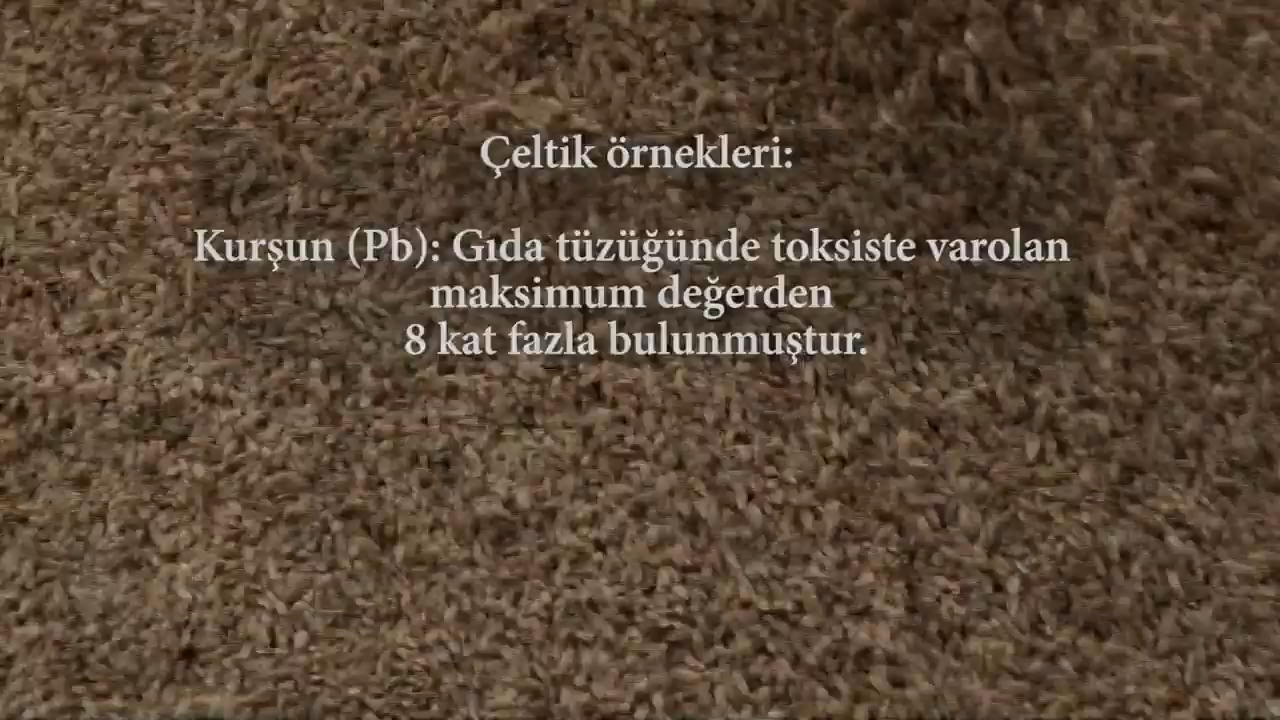 Çeltik örnekleri:
Kurşun (Pb): Gıda tüzüğünde toksiste varolan
maksimum değerden
8 kat fazla bulunmuştur.